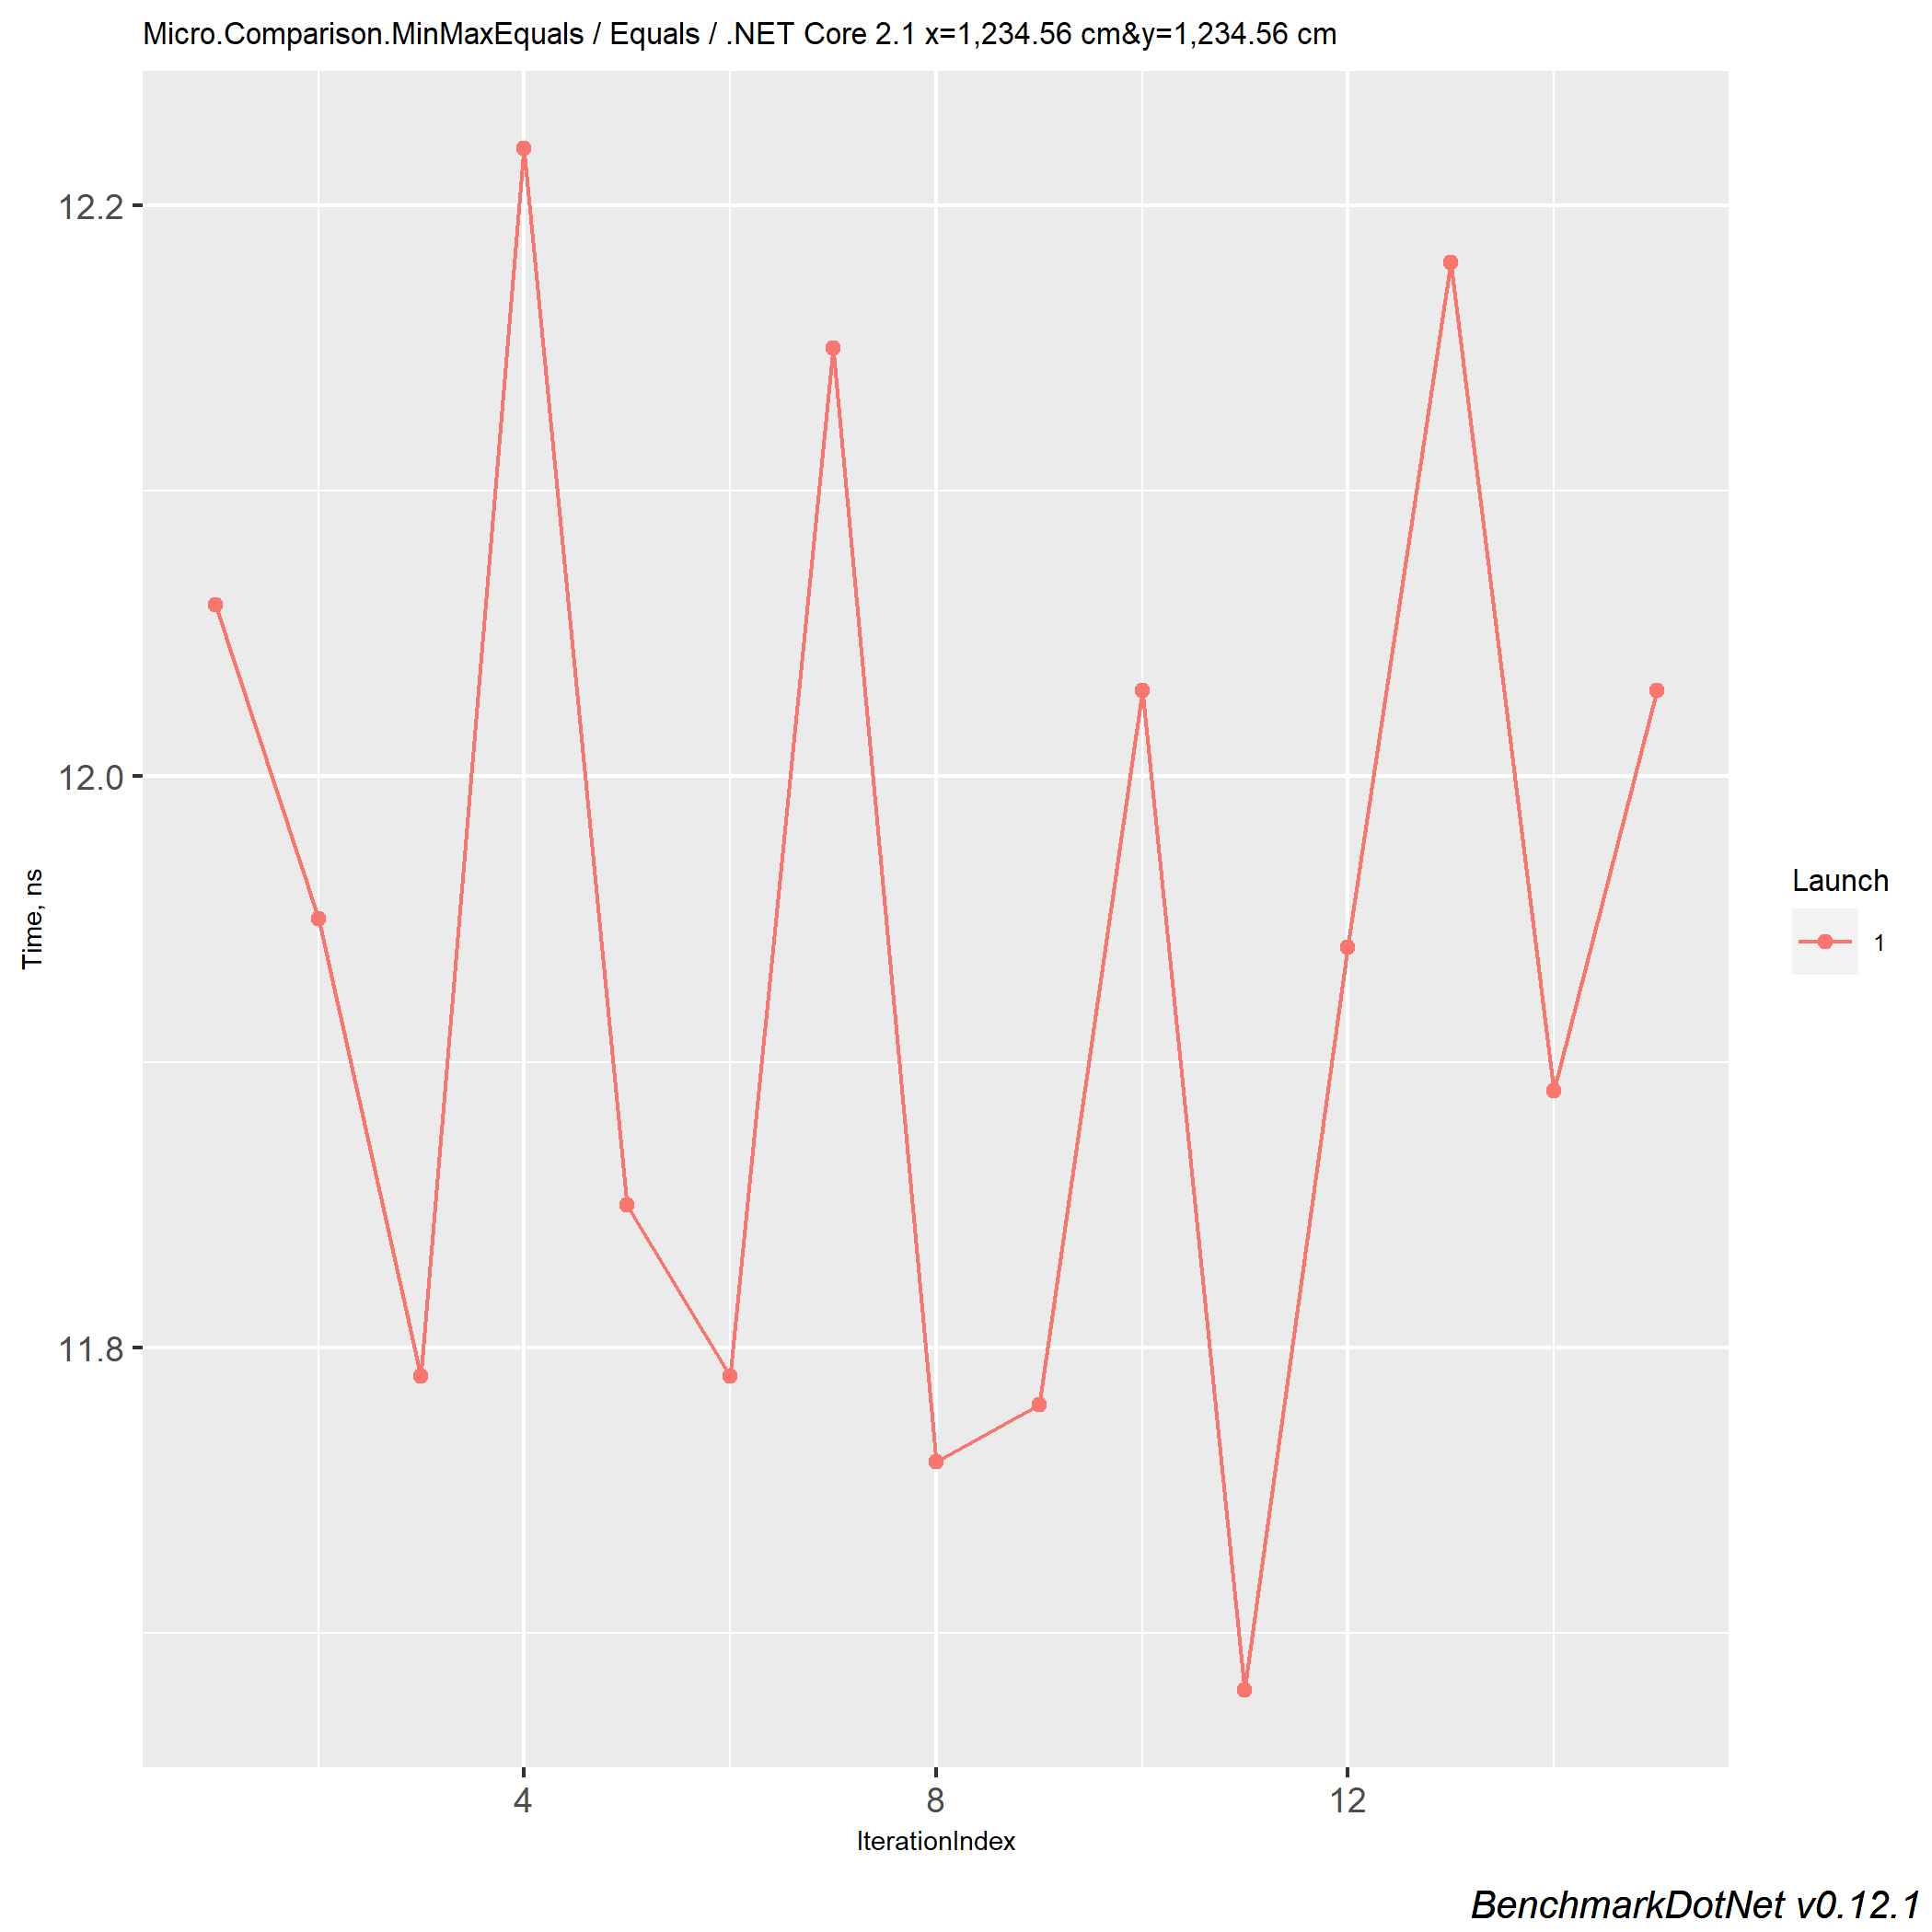 Micro.Comparison.MinMaxEquals / Equals / .NET Core 2.1 x=1,234.56 cm&y=1,234.56 cm
12.2
12.0
11.8
Time, ns
4 8 12
IterationIndex
Launch
1
BenchmarkDotNet v0.12.1